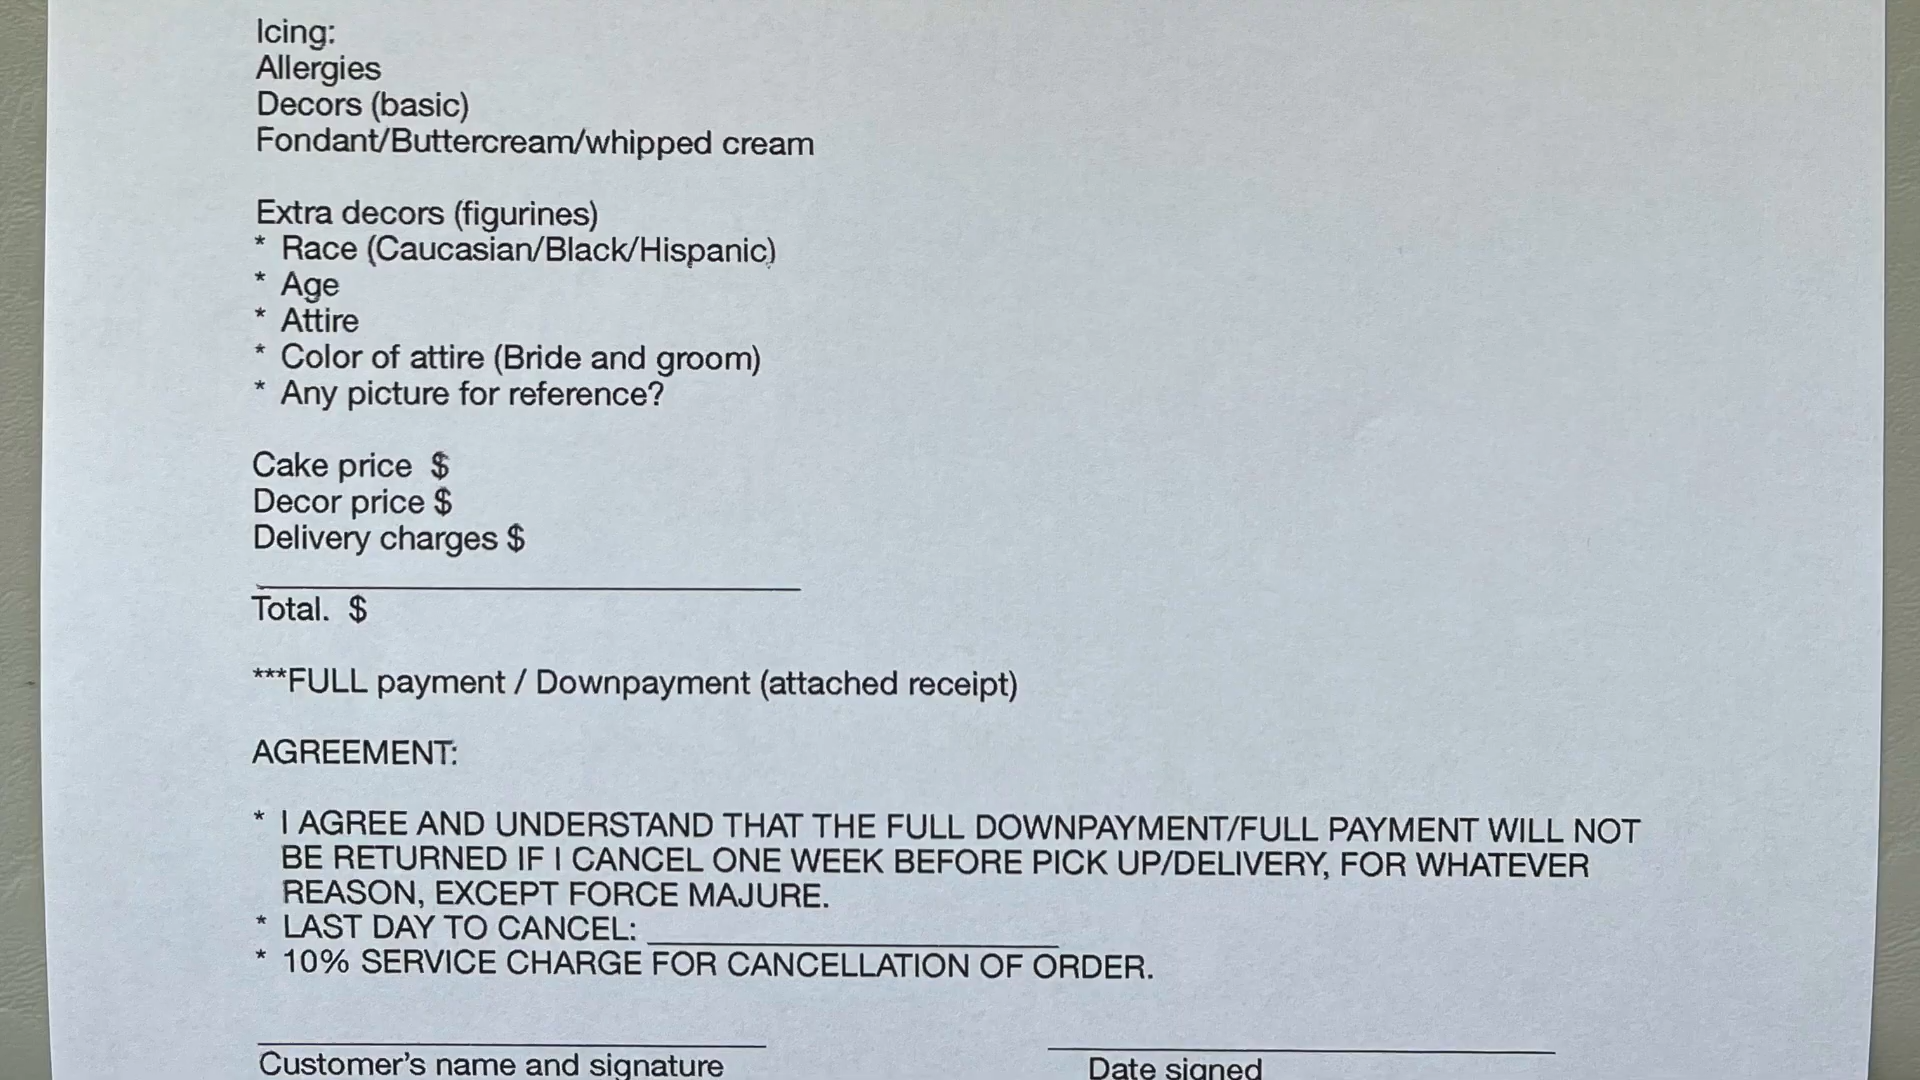 Icing:
Allergies
Decors (basic)
Fondant/Buttercream/whipped cream
Extra decors (figurines)
* Race (Caucasian/Black/Hispanic)
* Age
* Attire
* Color of attire (Bride and groom)
* Any picture for reference?
Cake price $
Decor price $
Delivery charges $
Total. $
***FULL payment / Downpayment (attached receipt)
AGREEMENT:
* I AGREE AND UNDERSTAND THAT THE FULL DOWNPAYMENT/FULL PAYMENT WILL NOT
BE RETURNED IF I CANCEL ONE WEEK BEFORE PICK UP/DELIVERY, FOR WHATEVER
REASON, EXCEPT FORCE MAJURE.
* LAST DAY TO CANCEL:
* 10% SERVICE CHARGE FOR CANCELLATION OF ORDER.
Customer's name and signature
Date signed